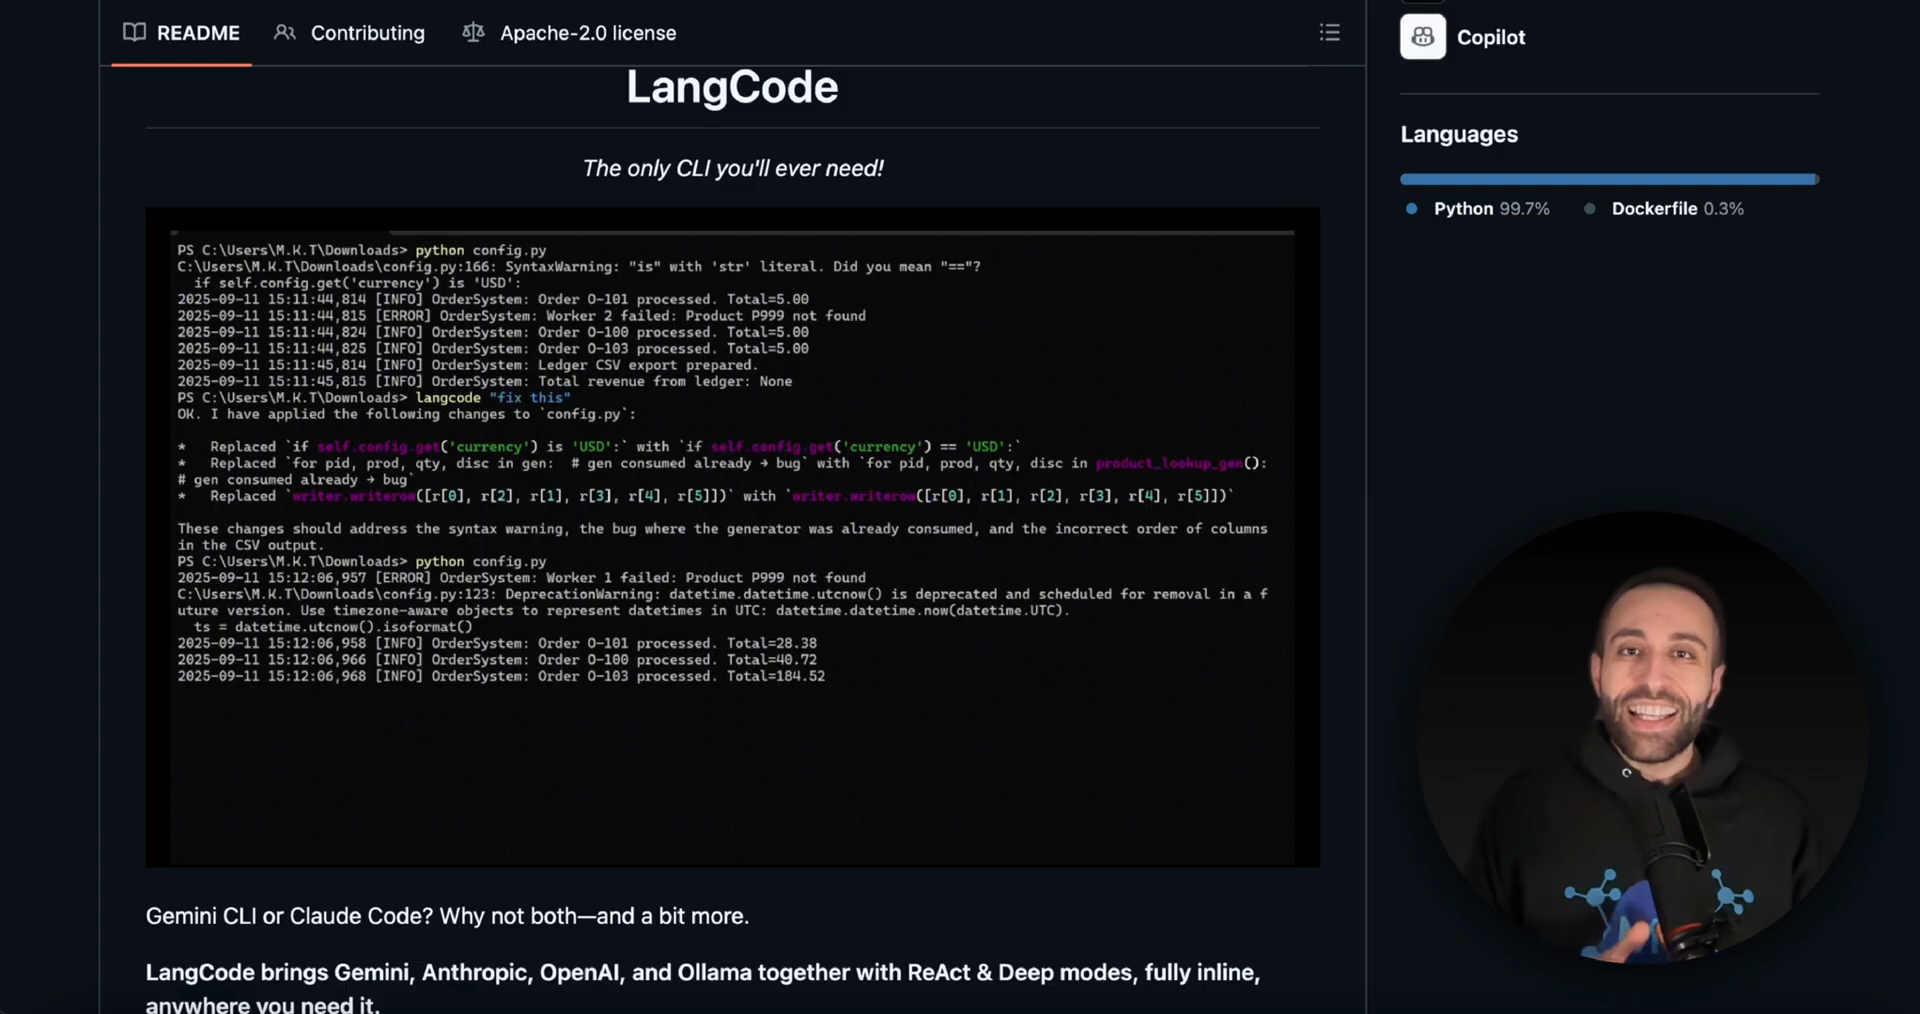 README
Contributing
Apache-2.0 license
Copilot
LangCode
The only CLI you'll ever need!
Languages
Python 99.7%
Dockerfile 0.3%
PS C:\Users\M.K.T\Downloads> python config.py
C:\Users\M.K.T\Downloads\config.py:166: SyntaxWarning: "is" with 'str' literal. Did you mean "=="?
if self.config.get('currency') is 'USD':
2025-09-11 15:11:44,814 [INFO] OrderSystem: Order O-101 processed. Total=5.00
2025-09-11 15:11:44,815 [ERROR] OrderSystem: Worker 2 failed: Product P999 not found
2025-09-11 15:11:44,824 [INFO] OrderSystem: Order O-100 processed. Total=5.00
2025-09-11 15:11:44,825 [INFO] OrderSystem: Order O-103 processed. Total=5.00
2025-09-11 15:11:45,814 [INFO] OrderSystem: Ledger CSV export prepared.
2025-09-11 15:11:45,815 [INFO] OrderSystem: Total revenue from ledger: None
PS C:\Users\M.K.T\Downloads> langcode "fix this"
OK. I have applied the following changes to `config.py`:
* Replaced `if self.config.get('currency') is 'USD':` with `if self.config.get('currency') == 'USD':`
* Replaced `for pid, prod, qty, disc in gen: # gen consumed already → bug` with `for pid, prod, qty, disc in product_lookup_gen():
# gen consumed already → bug`
* Replaced `writer.writerow([r[0], r[2], r[1], r[3], r[4], r[5]])` with `writer.writerow([r[0], r[1], r[2], r[3], r[4], r[5]])`
These changes should address the syntax warning, the bug where the generator was already consumed, and the incorrect order of columns
in the CSV output.
PS C:\Users\M.K.T\Downloads> python config.py
2025-09-11 15:12:06,957 [ERROR] OrderSystem: Worker 1 failed: Product P999 not found
C:\Users\M.K.T\Downloads\config.py:123: DeprecationWarning: datetime.datetime.utcnow() is deprecated and scheduled for removal in a f
uture version. Use timezone-aware objects to represent datetimes in UTC: datetime.datetime.now(datetime.UTC).
ts = datetime.utcnow().isoformat()
2025-09-11 15:12:06,958 [INFO] OrderSystem: Order O-101 processed. Total=28.38
2025-09-11 15:12:06,966 [INFO] OrderSystem: Order O-100 processed. Total=40.72
2025-09-11 15:12:06,968 [INFO] OrderSystem: Order O-103 processed. Total=184.52
Gemini CLI or Claude Code? Why not both—and a bit more.
LangCode brings Gemini, Anthropic, OpenAI, and Ollama together with ReAct & Deep modes, fully inline,
anywhere you need it.